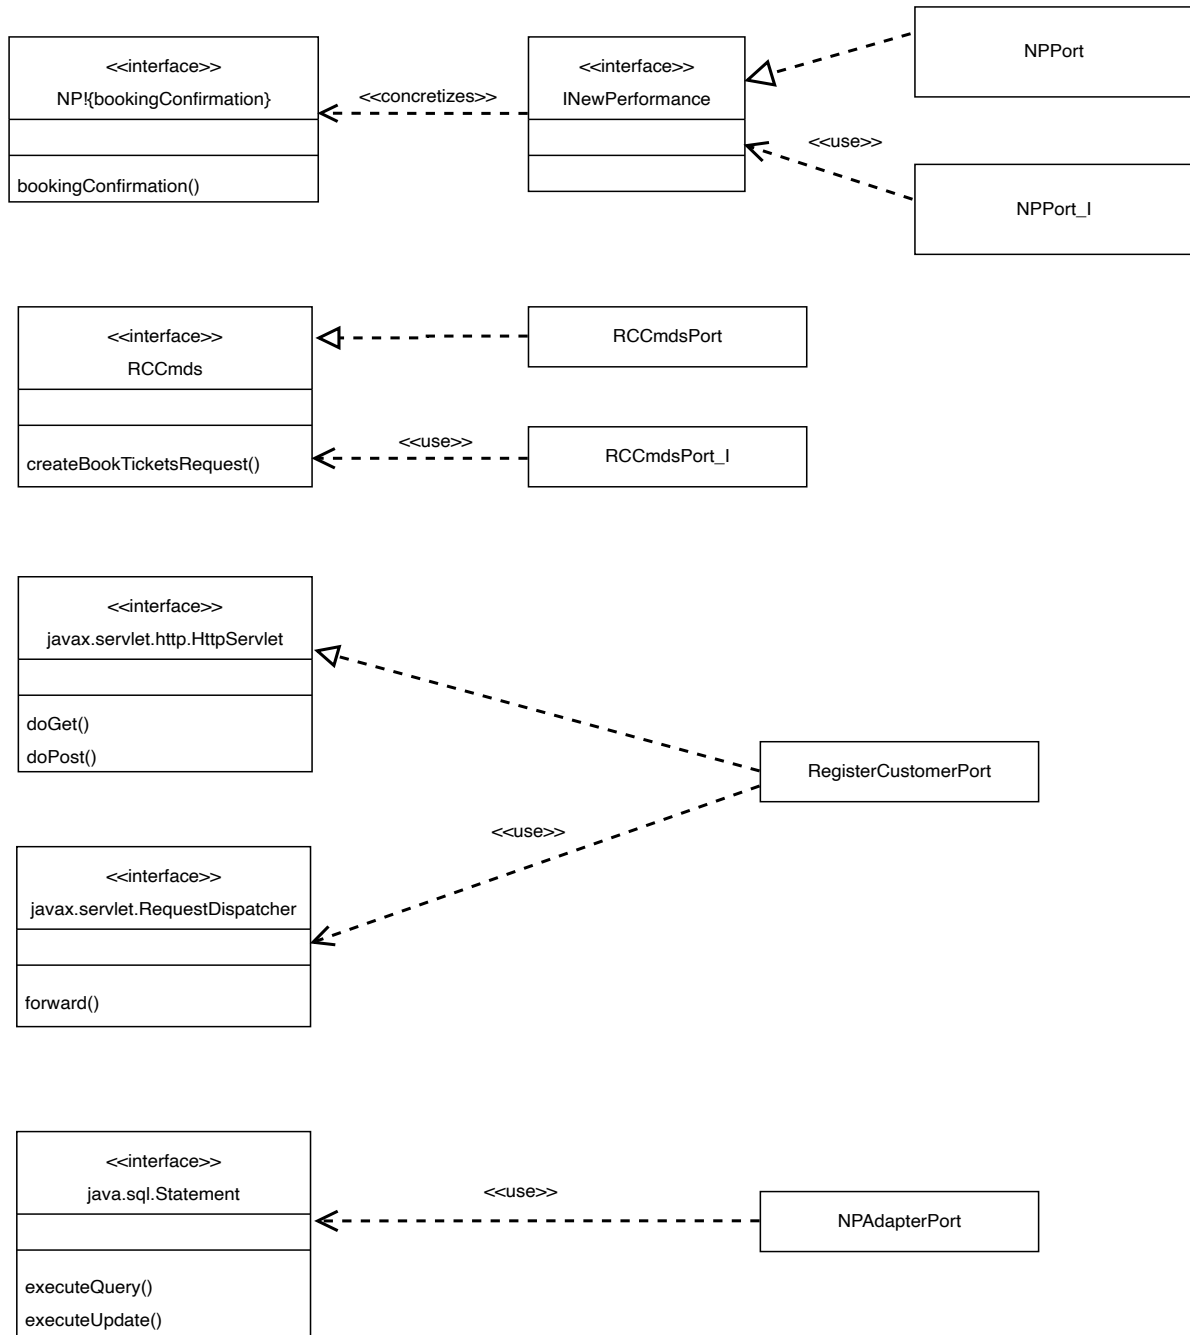 <<interface>>
NP!{bookingConfirmation}
bookingConfirmation()
<<concretizes>>
<<interface>>
INewPerformance
NPPort
<<use>>
NPPort_I
<<interface>>
RCCmds
createBookTicketsRequest()
RCCmdsPort
<<use>>
RCCmdsPort_I
<<interface>>
javax.servlet.http.HttpServlet
doGet()
doPost()
RegisterCustomerPort
<<use>>
<<interface>>
javax.servlet.RequestDispatcher
forward()
<<interface>>
java.sql.Statement
executeQuery()
executeUpdate()
<<use>>
NPAdapterPort